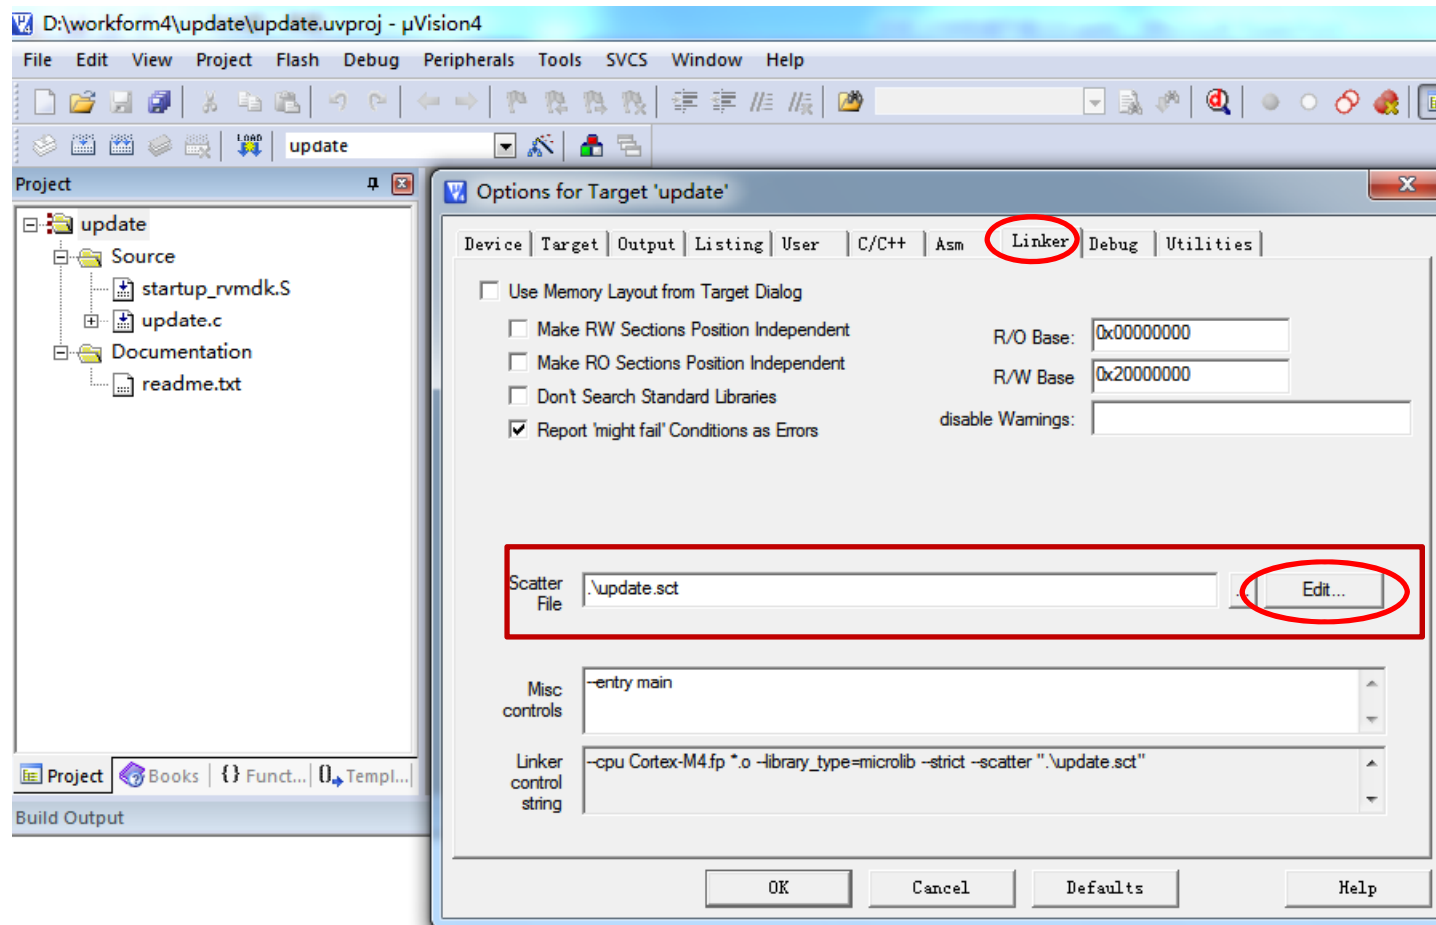 D:\workform4\update\update.uvproj - µVision4
File Edit View Project Flash Debug Peripherals Tools SVCS Window Help
LOAD
update
Project
Options for Target 'update'
update
Source
startup_rvmdk.S
update.c
Documentation
readme.txt
Device Target Output Listing User C/C++ Asm Linker Debug Utilities
Use Memory Layout from Target Dialog
Make RW Sections Position Independent
Make RO Sections Position Independent
Don't Search Standard Libraries
Report 'might fail' Conditions as Errors
R/O Base: 0x00000000
R/W Base 0x20000000
disable Warnings:
Scatter
File
.\update.sct
... Edit...
Misc
controls
--entry main
Linker
control
string
--cpu Cortex-M4.fp *.o --library_type=microlib --strict --scatter ".\update.sct"
Project Books {} Funct... 0 Templ...
Build Output
OK Cancel Defaults Help